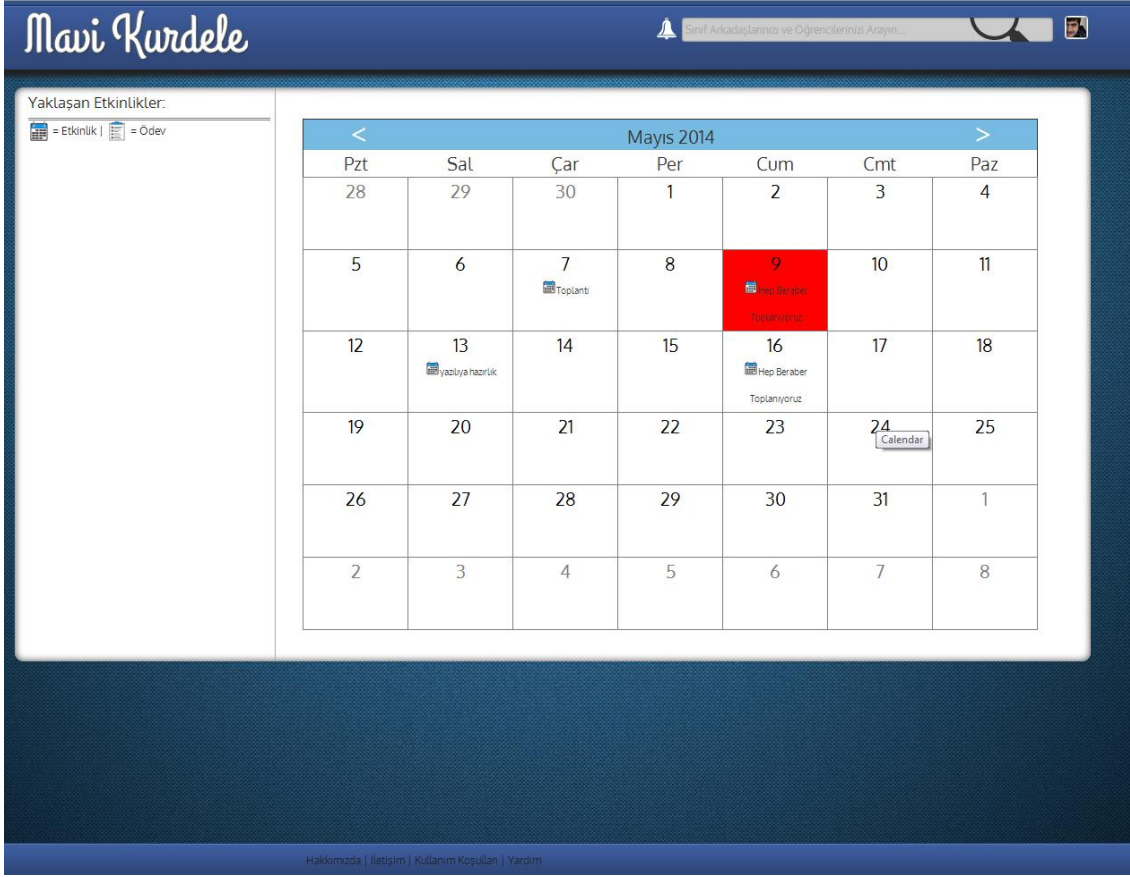 Mavi Kurdele
Sınıf Arkadaşlarınızı ve Öğrencilerinizi Arayın...
Yaklaşan Etkinlikler:
= Etkinlik | = Ödev
< Mayıs 2014 >
Pzt Sal Çar Per Cum Cmt Paz
28 29 30 1 2 3 4
5 6 7 8 9 10 11
Toplantı Hep Beraber
Toplanıyoruz
12 13 14 15 16 17 18
yazılıya hazırlık Hep Beraber
Toplanıyoruz
19 20 21 22 23 24 25
Calendar
26 27 28 29 30 31 1
2 3 4 5 6 7 8
Hakkımızda | İletişim | Kullanım Koşulları | Yardım